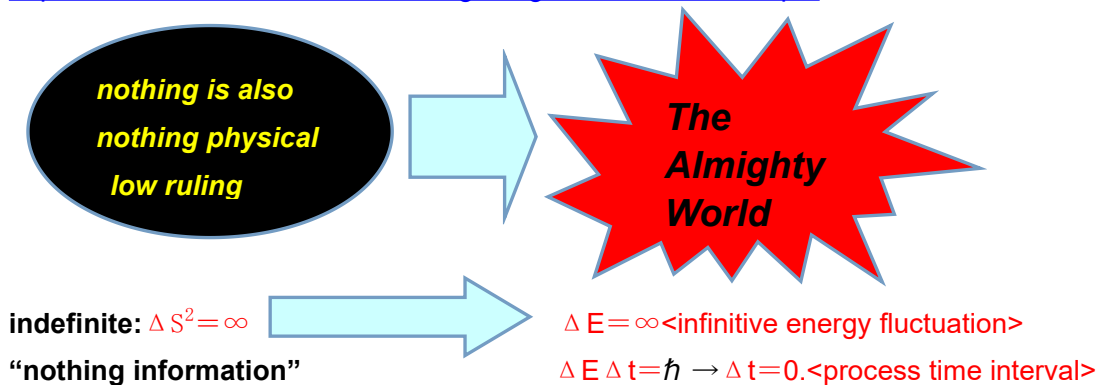 nothing is also
nothing physical
low ruling
The
Almighty
World
indefinite: ΔS²=∞
ΔE=∞<infinitive energy fluctuation>
“nothing information”
ΔEΔt=ℏ →Δt=0.<process time interval>